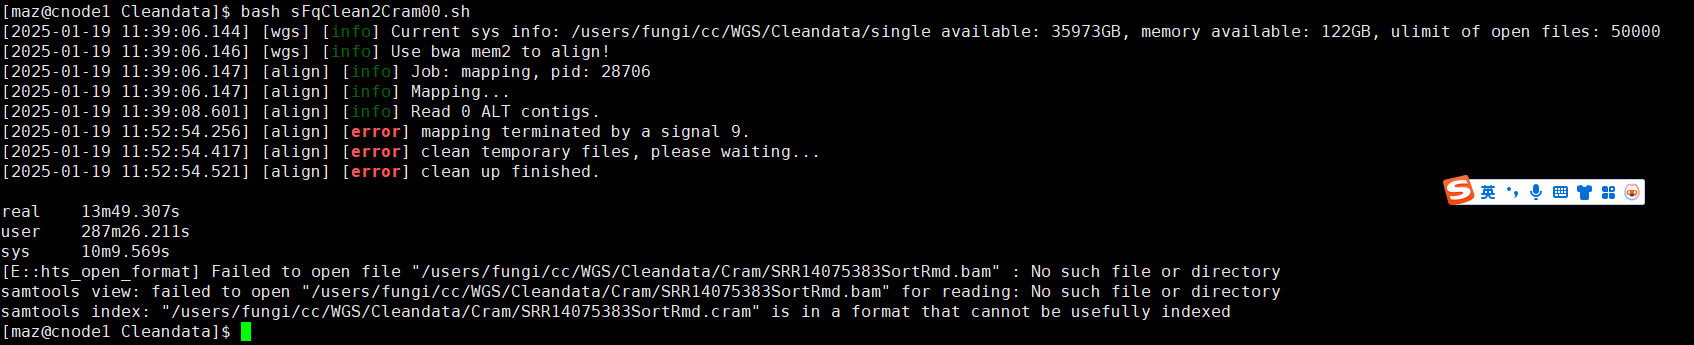 [maz@cnode1 Cleandata]$ bash sFqClean2Cram00.sh
[2025-01-19 11:39:06.144] [wgs] [info] Current sys info: /users/fungi/cc/WGS/Cleandata/single available: 35973GB, memory available: 122GB, ulimit of open files: 50000
[2025-01-19 11:39:06.146] [wgs] [info] Use bwa mem2 to align!
[2025-01-19 11:39:06.147] [align] [info] Job: mapping, pid: 28706
[2025-01-19 11:39:06.147] [align] [info] Mapping...
[2025-01-19 11:39:08.601] [align] [info] Read 0 ALT contigs.
[2025-01-19 11:52:54.256] [align] [error] mapping terminated by a signal 9.
[2025-01-19 11:52:54.417] [align] [error] clean temporary files, please waiting...
[2025-01-19 11:52:54.521] [align] [error] clean up finished.
S英
real 13m49.307s
user 287m26.211s
sys 10m9.569s
[E::hts_open_format] Failed to open file "/users/fungi/cc/WGS/Cleandata/Cram/SRR14075383SortRmd.bam" : No such file or directory
samtools view: failed to open "/users/fungi/cc/WGS/Cleandata/Cram/SRR14075383SortRmd.bam" for reading: No such file or directory
samtools index: "/users/fungi/cc/WGS/Cleandata/Cram/SRR14075383SortRmd.cram" is in a format that cannot be usefully indexed
[maz@cnode1 Cleandata]$